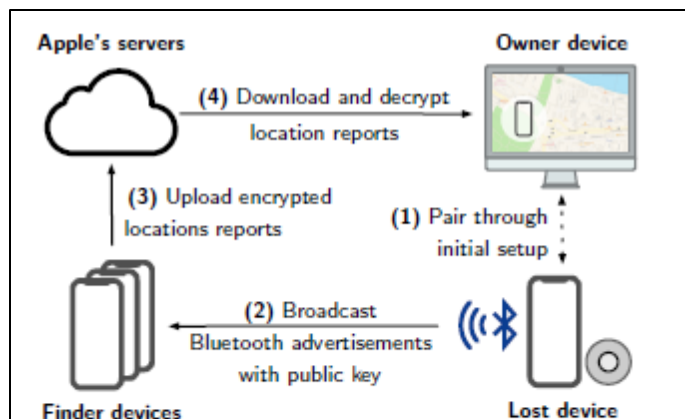 Apple's servers
Owner device
(4) Download and decrypt
location reports
(3) Upload encrypted
locations reports
(1) Pair through
initial setup
(2) Broadcast
Bluetooth advertisements
with public key
Finder devices
Lost device